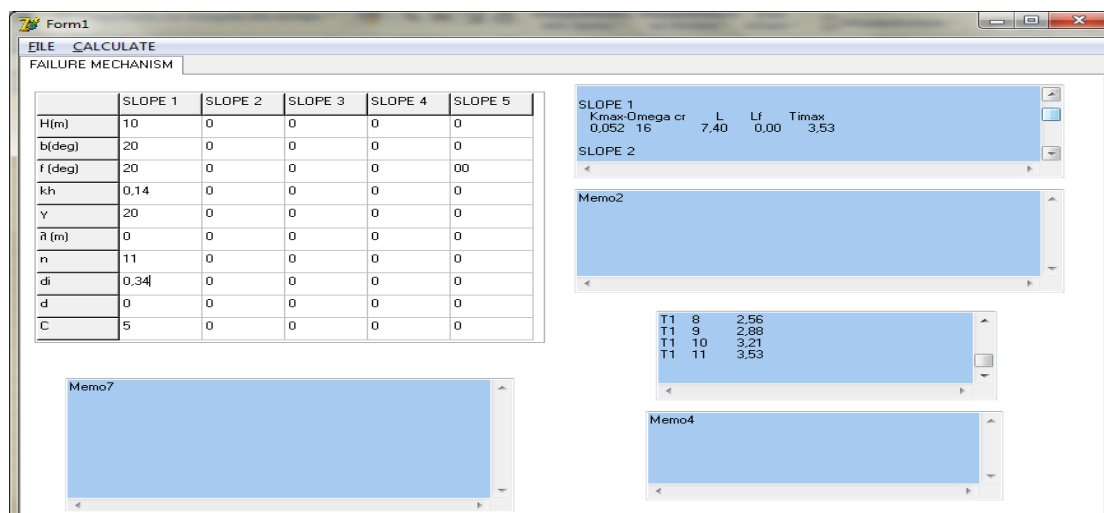 Form1
FILE CALCULATE
FAILURE MECHANISM
SLOPE 1 SLOPE 2 SLOPE 3 SLOPE 4 SLOPE 5
H(m) 10 0 0 0 0
b(deg) 20 0 0 0 0
f (deg) 20 0 0 0 00
kh 0,14 0 0 0 0
γ 20 0 0 0 0
(m) 0 0 0 0 0
n 11 0 0 0 0
di 0,34 0 0 0 0
d 0 0 0 0 0
C 5 0 0 0 0
SLOPE 1
Kmax-Omega cr L Lf Timax
0,052 16 7,40 0,00 3,53
SLOPE 2
Memo2
T1 8 2,56
T1 9 2,88
T1 10 3,21
T1 11 3,53
Memo7
Memo4